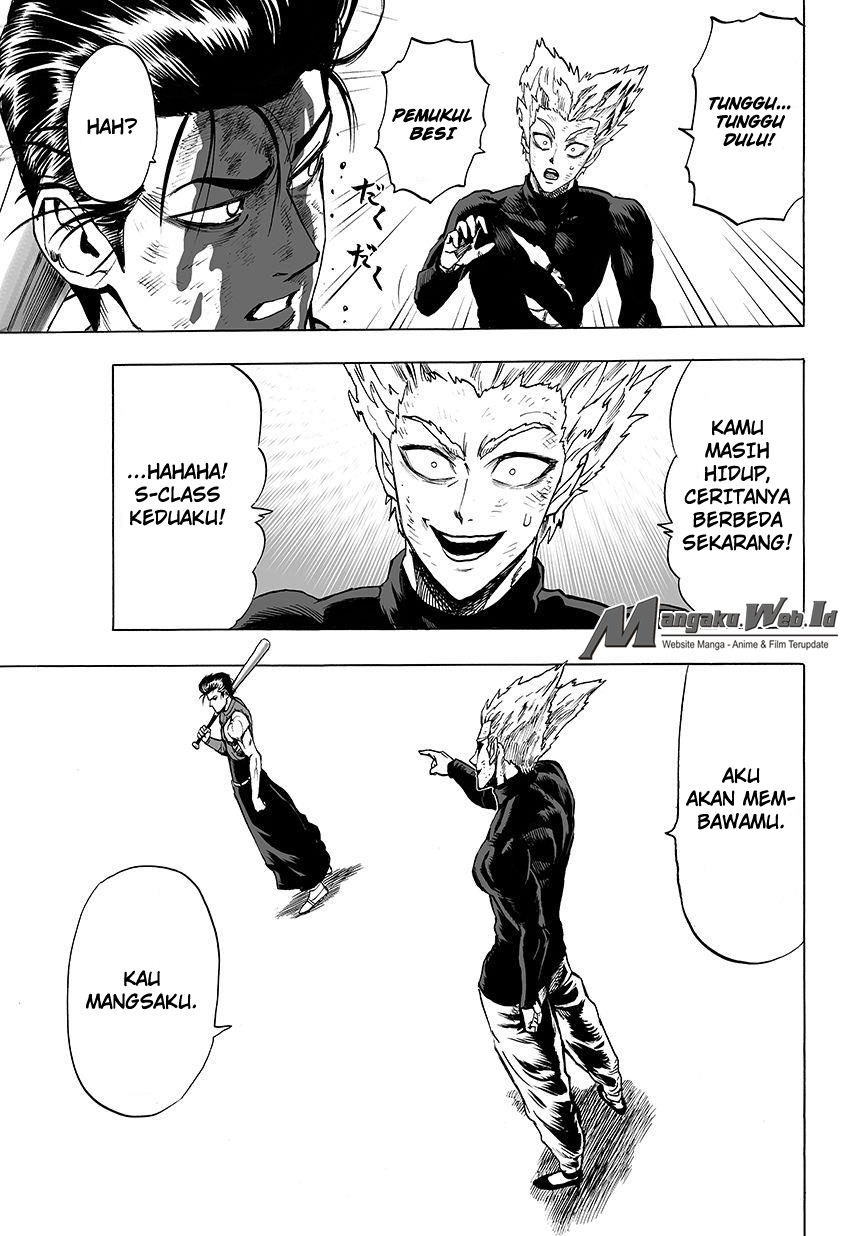 TUNGGU...
TUNGGU
DULU!
PEMUKUL
BESI
だくだく
HAH?
KAMU
MASIH
HIDUP,
CERITANYA
BERBEDA
SEKARANG!
...HAHAHA!
S-CLASS
KEDUAKU!
Mangaku.Web.Id
Website Manga - Anime & Film Terupdate
AKU
AKAN MEM-
BAWAMU.
KAU
MANGSAKU.